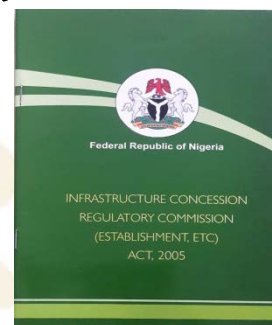 Federal Republic of Nigeria
INFRASTRUCTURE CONCESSION
REGULATORY COMMISSION
(ESTABLISHMENT, ETC)
ACT, 2005